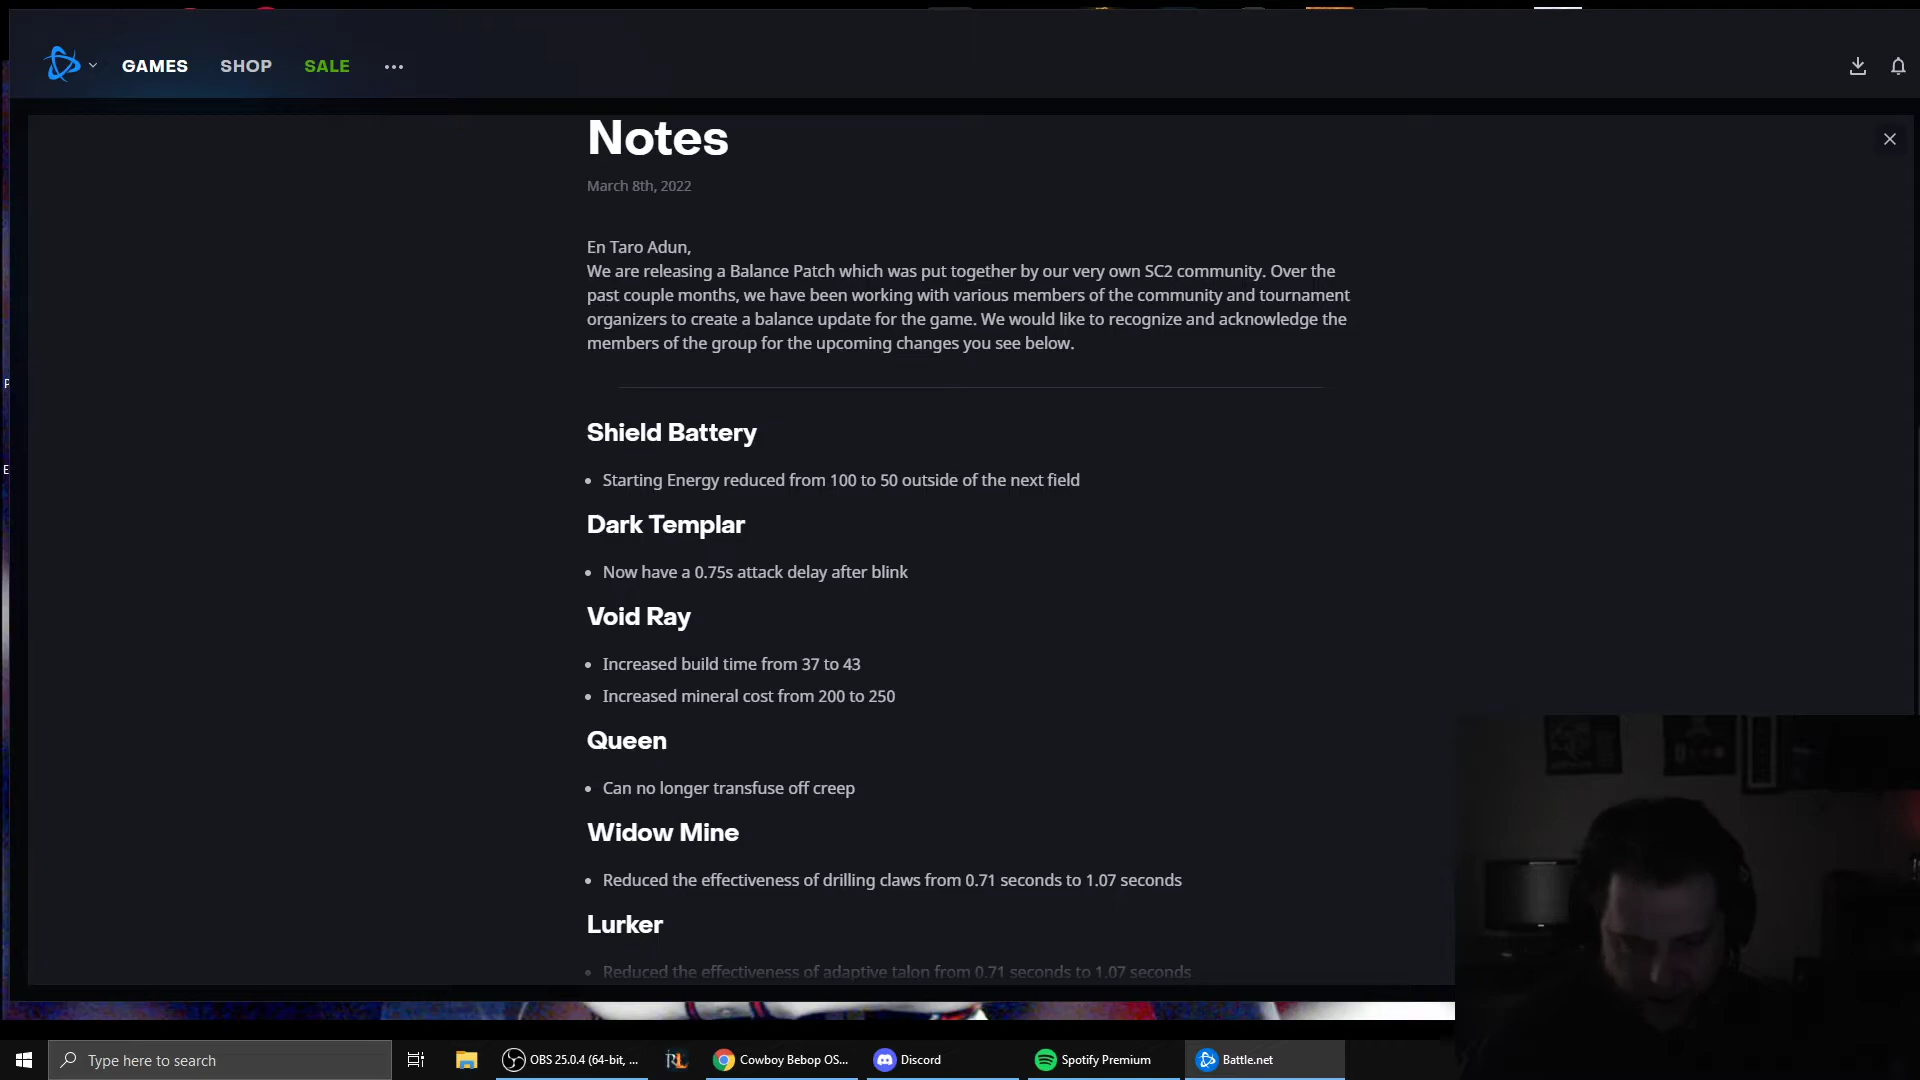 GAMES SHOP SALE ...
Notes
March 8th, 2022
En Taro Adun,
We are releasing a Balance Patch which was put together by our very own SC2 community. Over the
past couple months, we have been working with various members of the community and tournament
organizers to create a balance update for the game. We would like to recognize and acknowledge the
members of the group for the upcoming changes you see below.
Shield Battery
• Starting Energy reduced from 100 to 50 outside of the next field
Dark Templar
• Now have a 0.75s attack delay after blink
Void Ray
• Increased build time from 37 to 43
• Increased mineral cost from 200 to 250
Queen
• Can no longer transfuse off creep
Widow Mine
• Reduced the effectiveness of drilling claws from 0.71 seconds to 1.07 seconds
Lurker
• Reduced the effectiveness of adaptive talon from 0.71 seconds to 1.07 seconds
P
E
Type here to search
OBS 25.0.4 (64-bit, ...
RL
Cowboy Bebop OS...
Discord
Spotify Premium
Battle.net